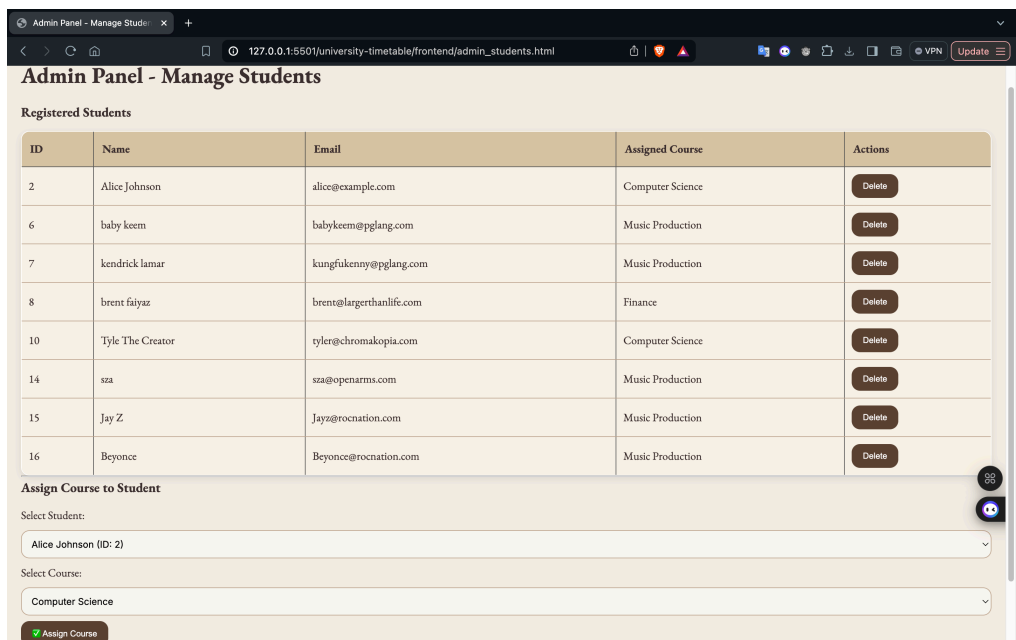 Admin Panel - Manage Studen
127.0.0.1:5501/university-timetable/frontend/admin_students.html
VPN
Update
Admin Panel - Manage Students
Registered Students
ID Name Email Assigned Course Actions
2 Alice Johnson alice@example.com Computer Science Delete
6 baby keem babykeem@pglang.com Music Production Delete
7 kendrick lamar kungfukenny@pglang.com Music Production Delete
8 brent faiyaz brent@largerthanlife.com Finance Delete
10 Tyle The Creator tyler@chromakopia.com Computer Science Delete
14 sza sza@openarms.com Music Production Delete
15 Jay Z Jayz@rocnation.com Music Production Delete
16 Beyonce Beyonce@rocnation.com Music Production Delete
Assign Course to Student
Select Student:
Alice Johnson (ID: 2)
Select Course:
Computer Science
✅ Assign Course